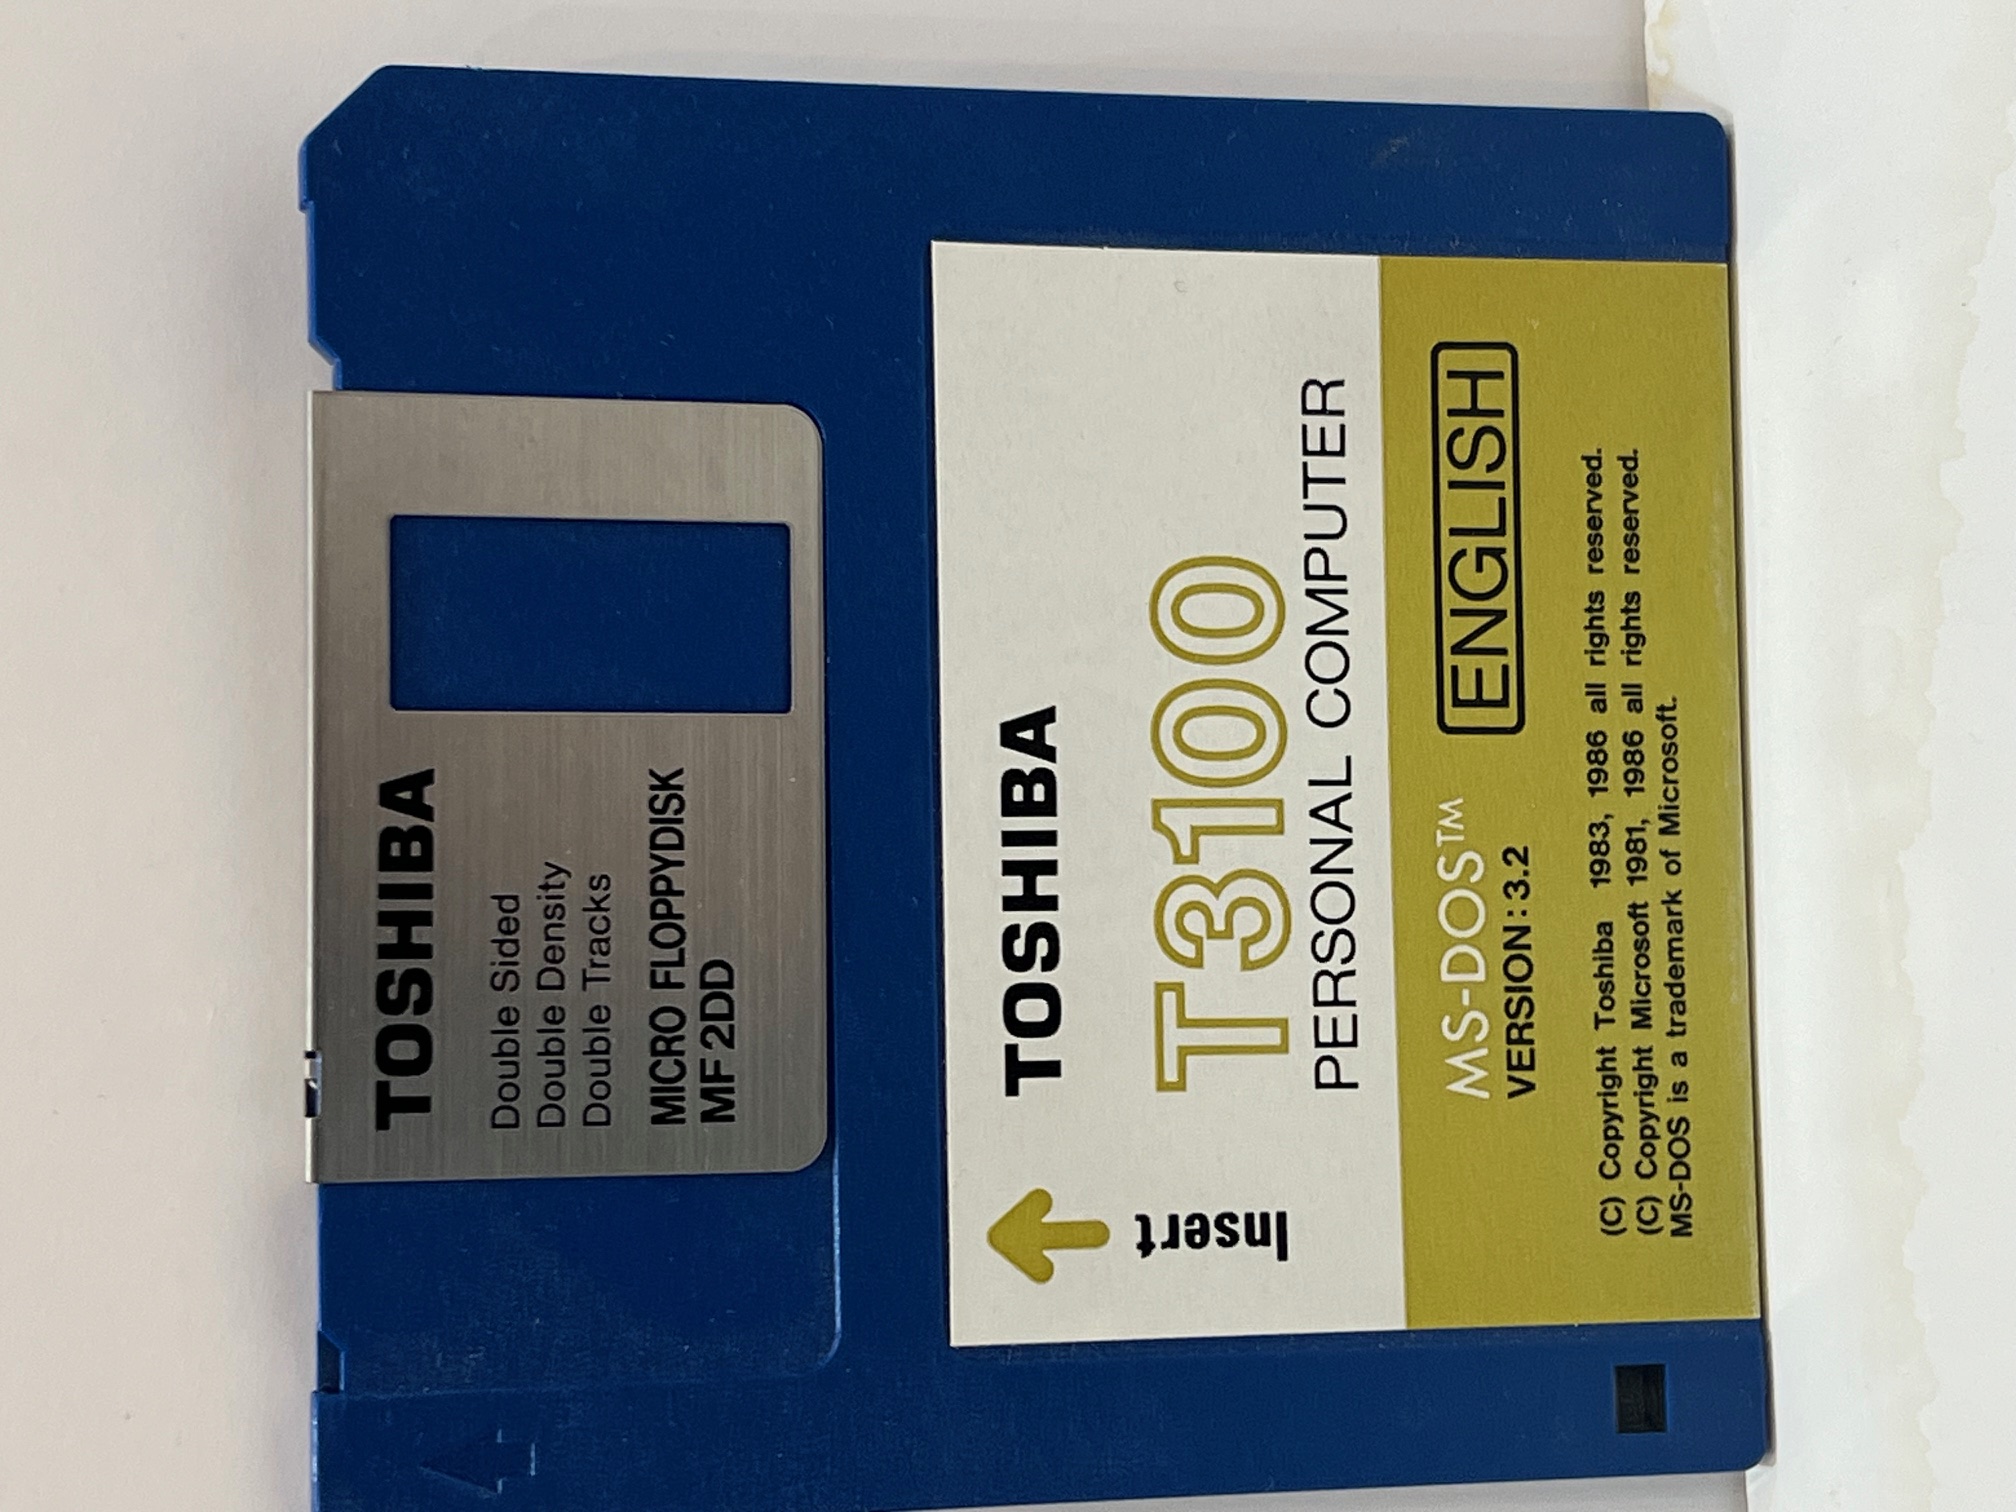 TOSHIBA
Double Sided
Double Density
Double Tracks
MICRO FLOPPYDISK
MF2DD
Insert
TOSHIBA
T3100
PERSONAL COMPUTER
MS-DOS™
VERSION:3.2
ENGLISH
(C) Copyright Toshiba 1983, 1986 all rights reserved.
(C) Copyright Microsoft 1981, 1986 all rights reserved.
MS-DOS is a trademark of Microsoft.